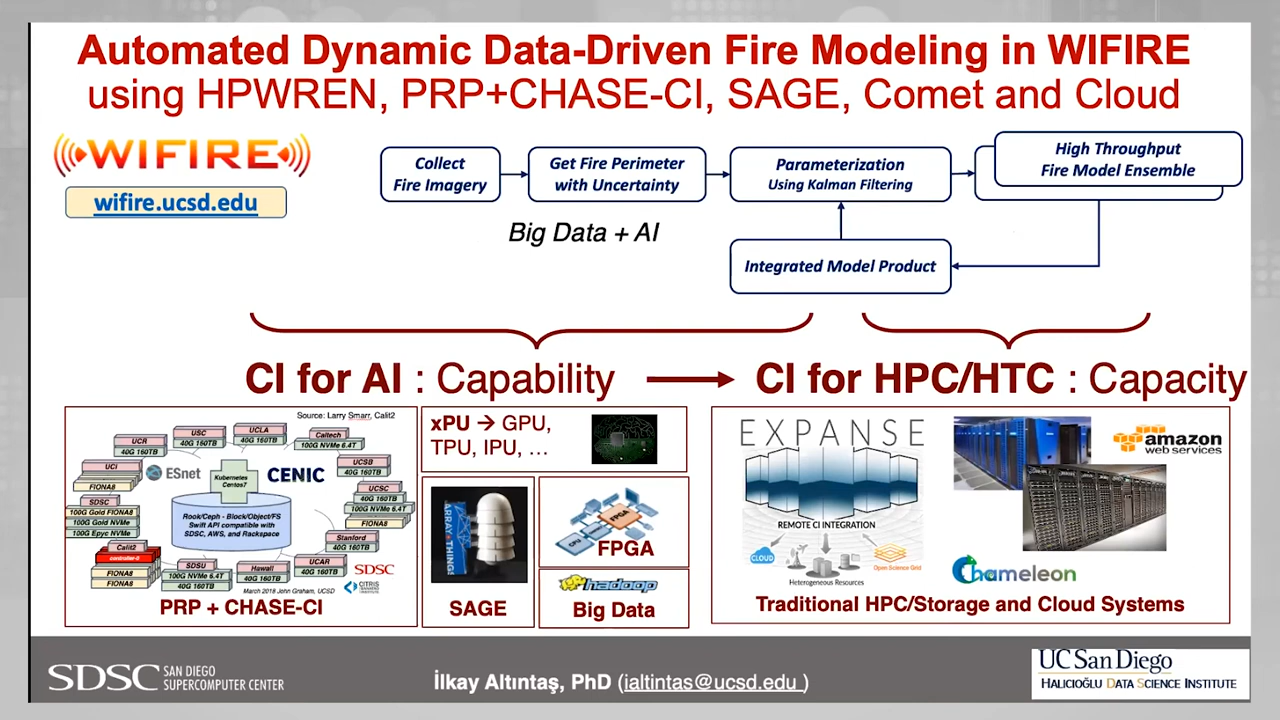 Automated Dynamic Data-Driven Fire Modeling in WIFIRE
using HPWREN, PRP+CHASE-CI, SAGE, Comet and Cloud
WIFIRE
wifire.ucsd.edu
Collect
Fire Imagery
Get Fire Perimeter
with Uncertainty
Parameterization
Using Kalman Filtering
High Throughput
Fire Model Ensemble
Big Data + AI
Integrated Model Product
CI for AI : Capability
CI for HPC/HTC : Capacity
Source: Larry Smarr, Calit2
UCR
40G 160TB
USC
40G 160TB
UCLA
40G 160TB
Caltech
100G NVMe 6.4T
UCI
FIONA8
ESnet
Kubernetes
Centos7
CENIC
UCSB
40G 160TB
UCSC
40G 160TB
100G NVMe 6.4T
FIONA8
SDSC
100G Gold FIONA8
100G Gold NVMe
100G Epyc NVMe
Rook/Ceph - Block/Object/FS
Swift API compatible with
SDSC, AWS, and Rackspace
Stanford
40G 160TB
Calit2
FIONA8
FIONA8
SDSU
100G NVMe 6.4T
40G 160TB
Hawaii
40G 160TB
UCAR
40G 160TB
SDSC
CITRIS
March 2018 John Graham, UCSD
PRP + CHASE-CI
xPU → GPU,
TPU, IPU, …
ARRAY
THINGS
SAGE
FPGA
FPGA
hadoop
Big Data
EXPANSE
REMOTE CI INTEGRATION
CLOUD
Heterogeneous Resources
Open Science Grid
amazon
web services
Chameleon
Traditional HPC/Storage and Cloud Systems
SDSC
SAN DIEGO
SUPERCOMPUTER CENTER
İlkay Altıntaş, PhD (ialtintas@ucsd.edu )
UC San Diego
HALICIOĞLU DATA SCIENCE INSTITUTE